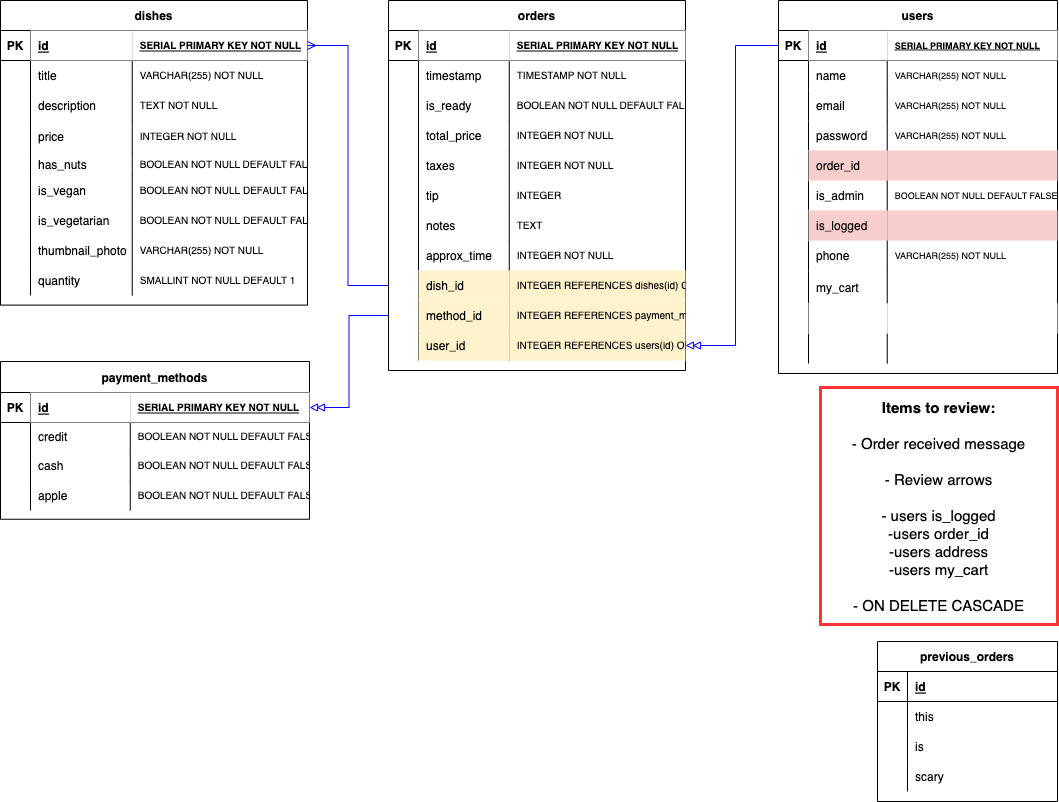 dishes
PK id SERIAL PRIMARY KEY NOT NULL
title VARCHAR(255) NOT NULL
description TEXT NOT NULL
price INTEGER NOT NULL
has_nuts BOOLEAN NOT NULL DEFAULT FAL
is_vegan BOOLEAN NOT NULL DEFAULT FAL
is_vegetarian BOOLEAN NOT NULL DEFAULT FAL
thumbnail_photo VARCHAR(255) NOT NULL
quantity SMALLINT NOT NULL DEFAULT 1
orders
PK id SERIAL PRIMARY KEY NOT NULL
timestamp TIMESTAMP NOT NULL
is_ready BOOLEAN NOT NULL DEFAULT FAL
total_price INTEGER NOT NULL
taxes INTEGER NOT NULL
tip INTEGER
notes TEXT
approx_time INTEGER NOT NULL
dish_id INTEGER REFERENCES dishes(id) O
method_id INTEGER REFERENCES payment_m
user_id INTEGER REFERENCES users(id) O
users
PK id SERIAL PRIMARY KEY NOT NULL
name VARCHAR(255) NOT NULL
email VARCHAR(255) NOT NULL
password VARCHAR(255) NOT NULL
order_id
is_admin BOOLEAN NOT NULL DEFAULT FALSE
is_logged
phone VARCHAR(255) NOT NULL
my_cart
payment_methods
PK id SERIAL PRIMARY KEY NOT NULL
credit BOOLEAN NOT NULL DEFAULT FALS
cash BOOLEAN NOT NULL DEFAULT FALS
apple BOOLEAN NOT NULL DEFAULT FALS
Items to review:
- Order received message
- Review arrows
- users is_logged
-users order_id
-users address
-users my_cart
- ON DELETE CASCADE
previous_orders
PK id
this
is
scary